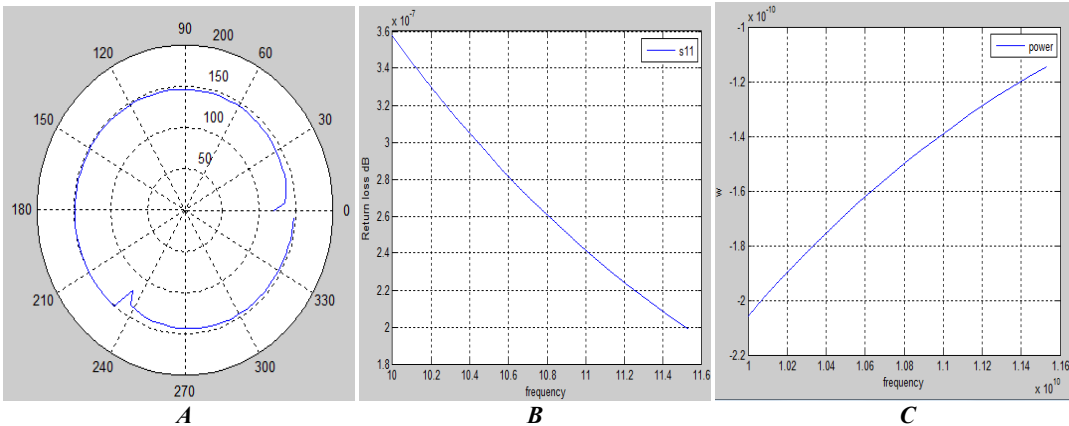 90
200
120
60
150
150
30
100
50
180
0
210
330
240
300
270
A
x 10^-7
3.6
3.4
3.2
3
2.8
2.6
2.4
2.2
2
1.8
10 10.2 10.4 10.6 10.8 11 11.2 11.4 11.6
frequency
Return loss dB
s11
B
x 10^-10
-1
-1.2
-1.4
-1.6
-1.8
-2
-2.2
1 1.02 1.04 1.06 1.08 1.1 1.12 1.14 1.16
x 10^10
frequency
w
power
C